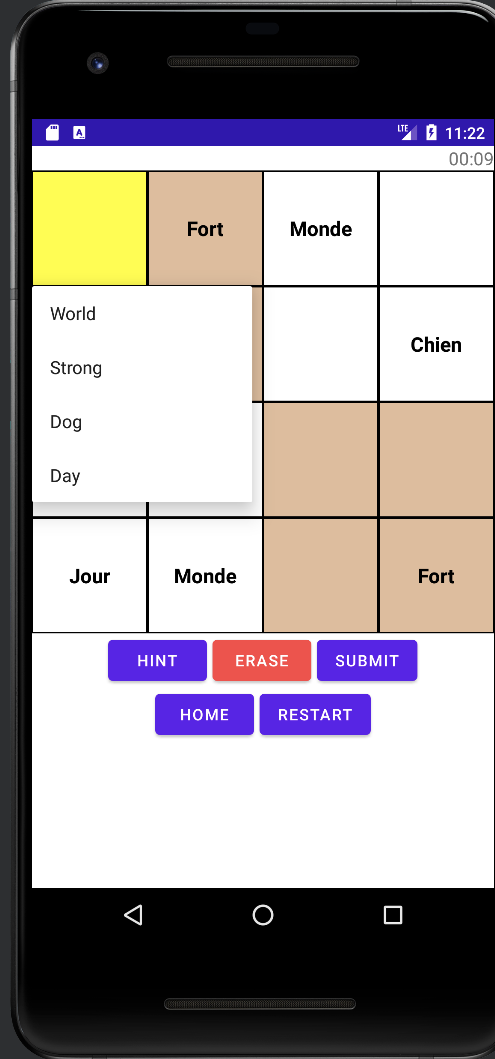 LTE 11:22
00:09
Fort Monde
World
Strong
Dog
Day
Chien
Jour Monde Fort
HINT ERASE SUBMIT
HOME RESTART